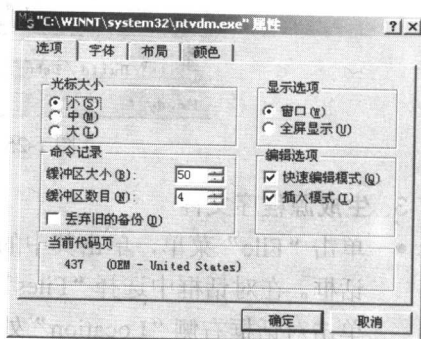 "C:\WINNT\system32\ntvdm.exe" 属性
选项 字体 布局 颜色
光标大小
小(S)
中(M)
大(L)
显示选项
窗口(W)
全屏显示(U)
命令记录
缓冲区大小(B): 50
缓冲区数目(N): 4
丢弃旧的备份(D)
编辑选项
快速编辑模式(Q)
插入模式(I)
当前代码页
437 (OEM - United States)
确定 取消